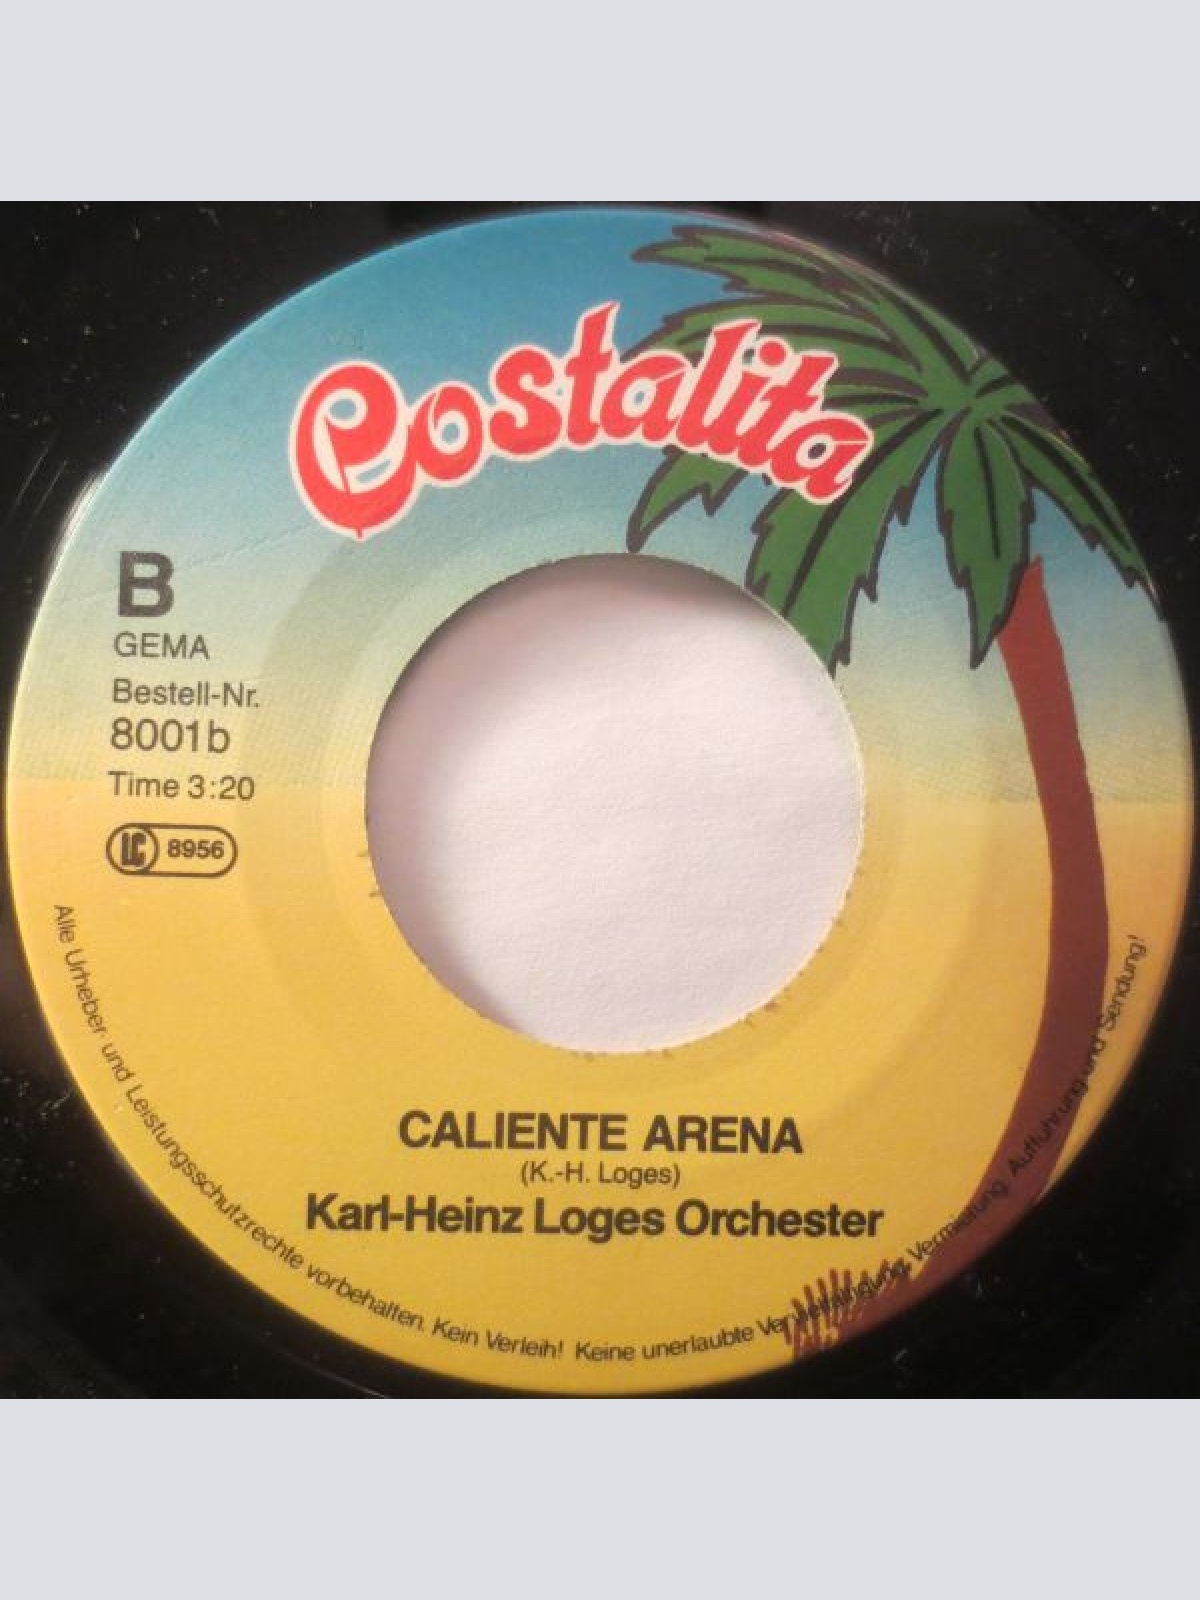 Costalita
B
GEMA
Bestell-Nr.
8001b
Time 3:20
LC 8956
CALIENTE ARENA
(K.-H. Loges)
Karl-Heinz Loges Orchester
Alle Urheber- und Leistungsschutzrechte vorbehalten. Kein Verleih! Keine unerlaubte Vervielfältigung, Vermietung, Aufführung und Sendung!